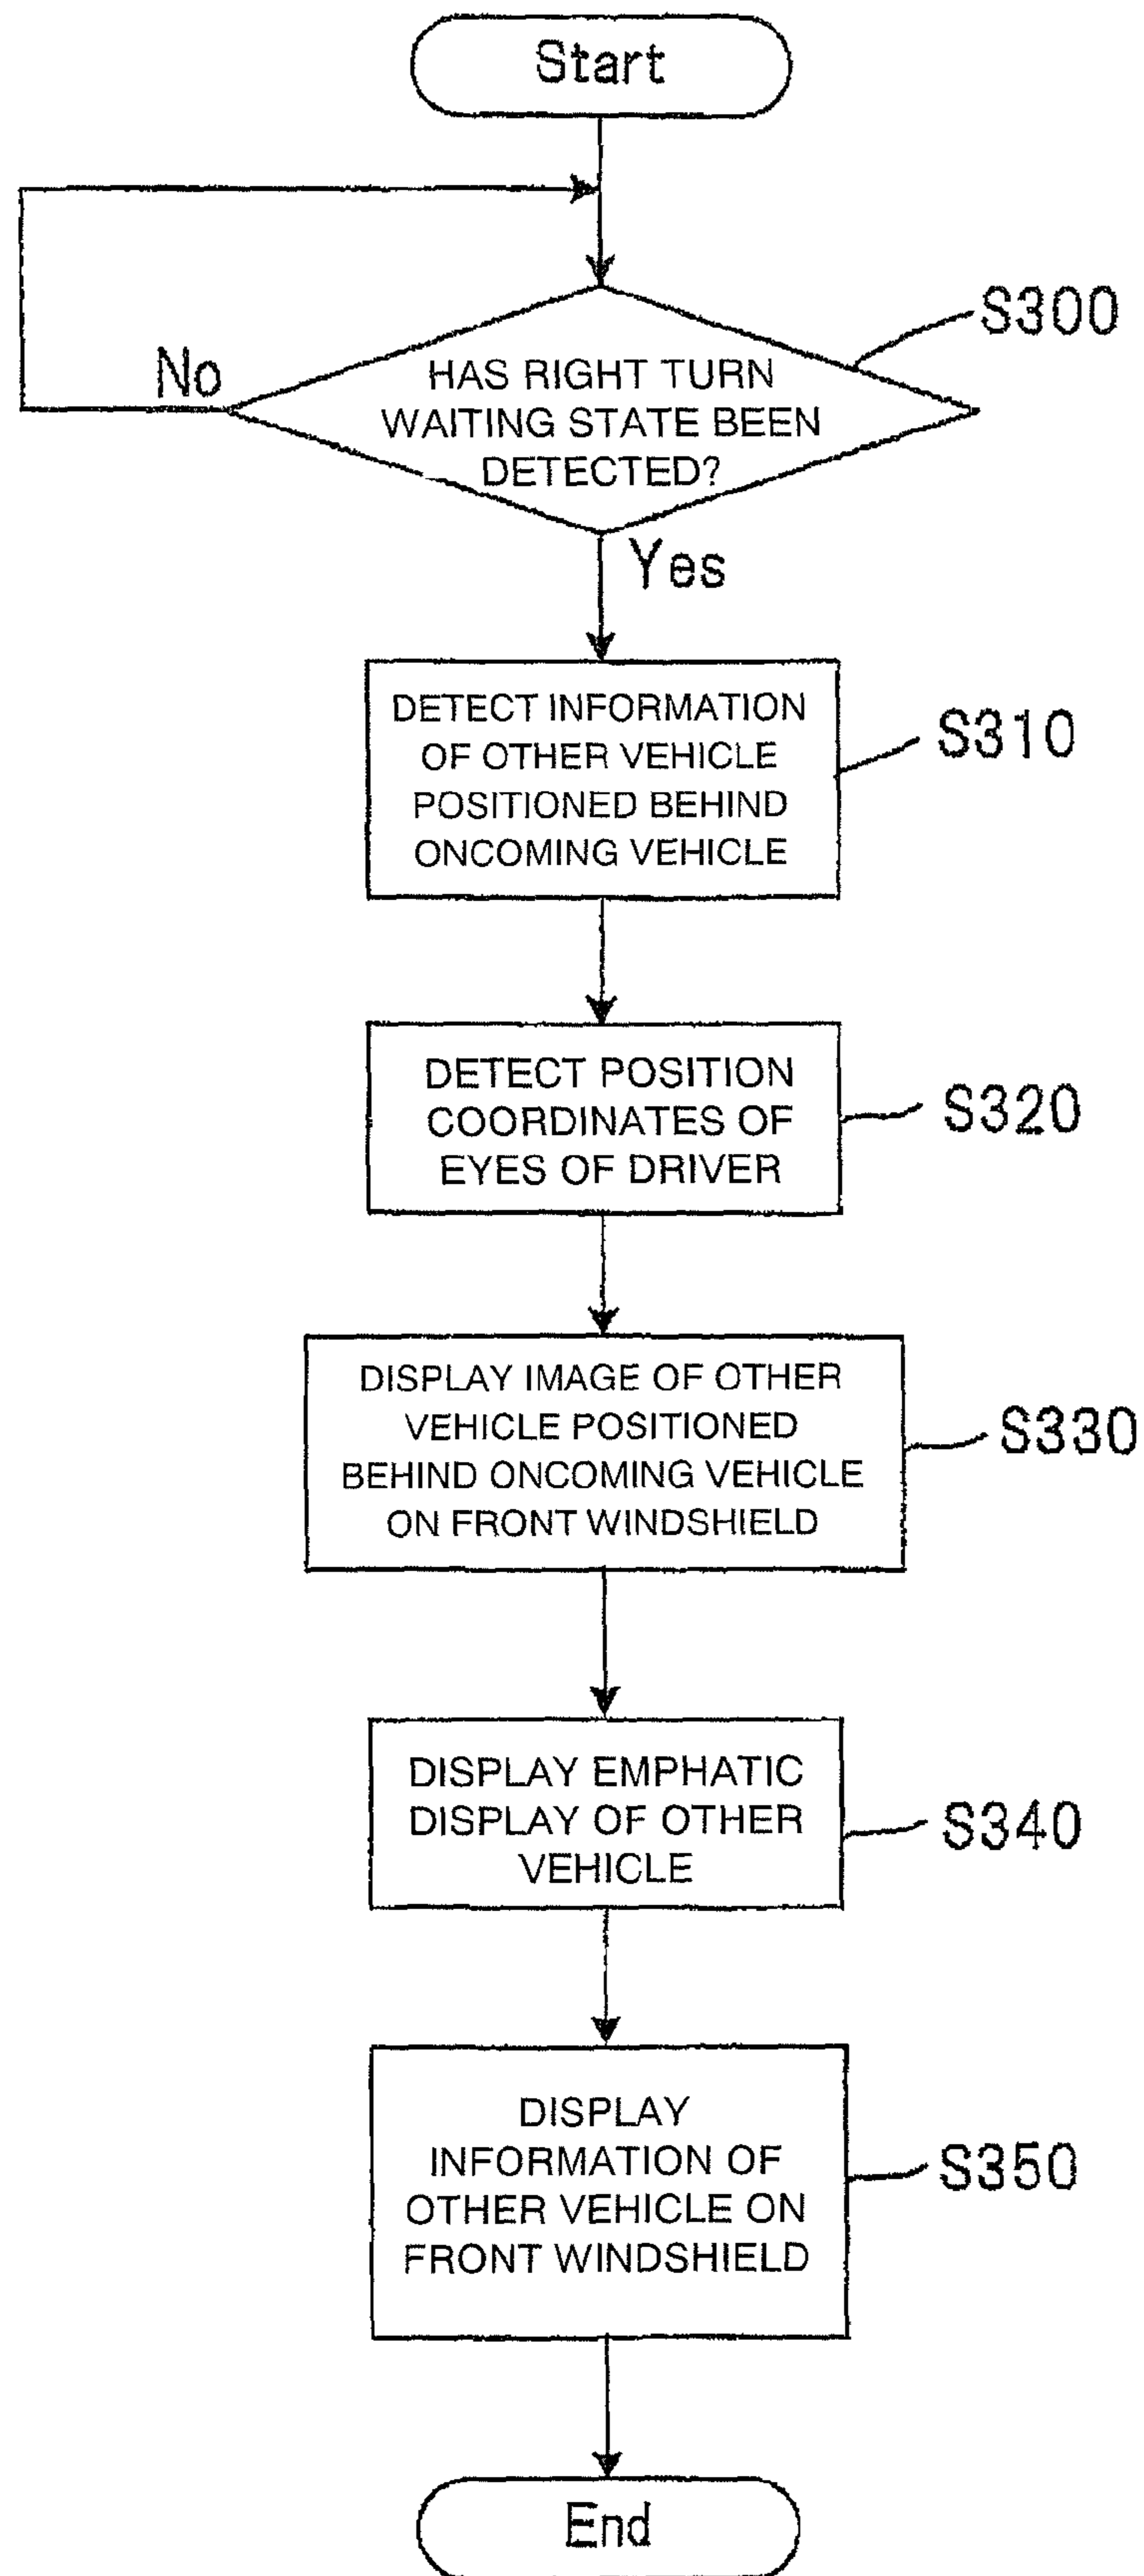 Start
S300
No
HAS RIGHT TURN
WAITING STATE BEEN
DETECTED?
Yes
DETECT INFORMATION
OF OTHER VEHICLE
POSITIONED BEHIND
ONCOMING VEHICLE
S310
DETECT POSITION
COORDINATES OF
EYES OF DRIVER
S320
DISPLAY IMAGE OF OTHER
VEHICLE POSITIONED
BEHIND ONCOMING VEHICLE
ON FRONT WINDSHIELD
S330
DISPLAY EMPHATIC
DISPLAY OF OTHER
VEHICLE
S340
DISPLAY
INFORMATION OF
OTHER VEHICLE ON
FRONT WINDSHIELD
S350
End